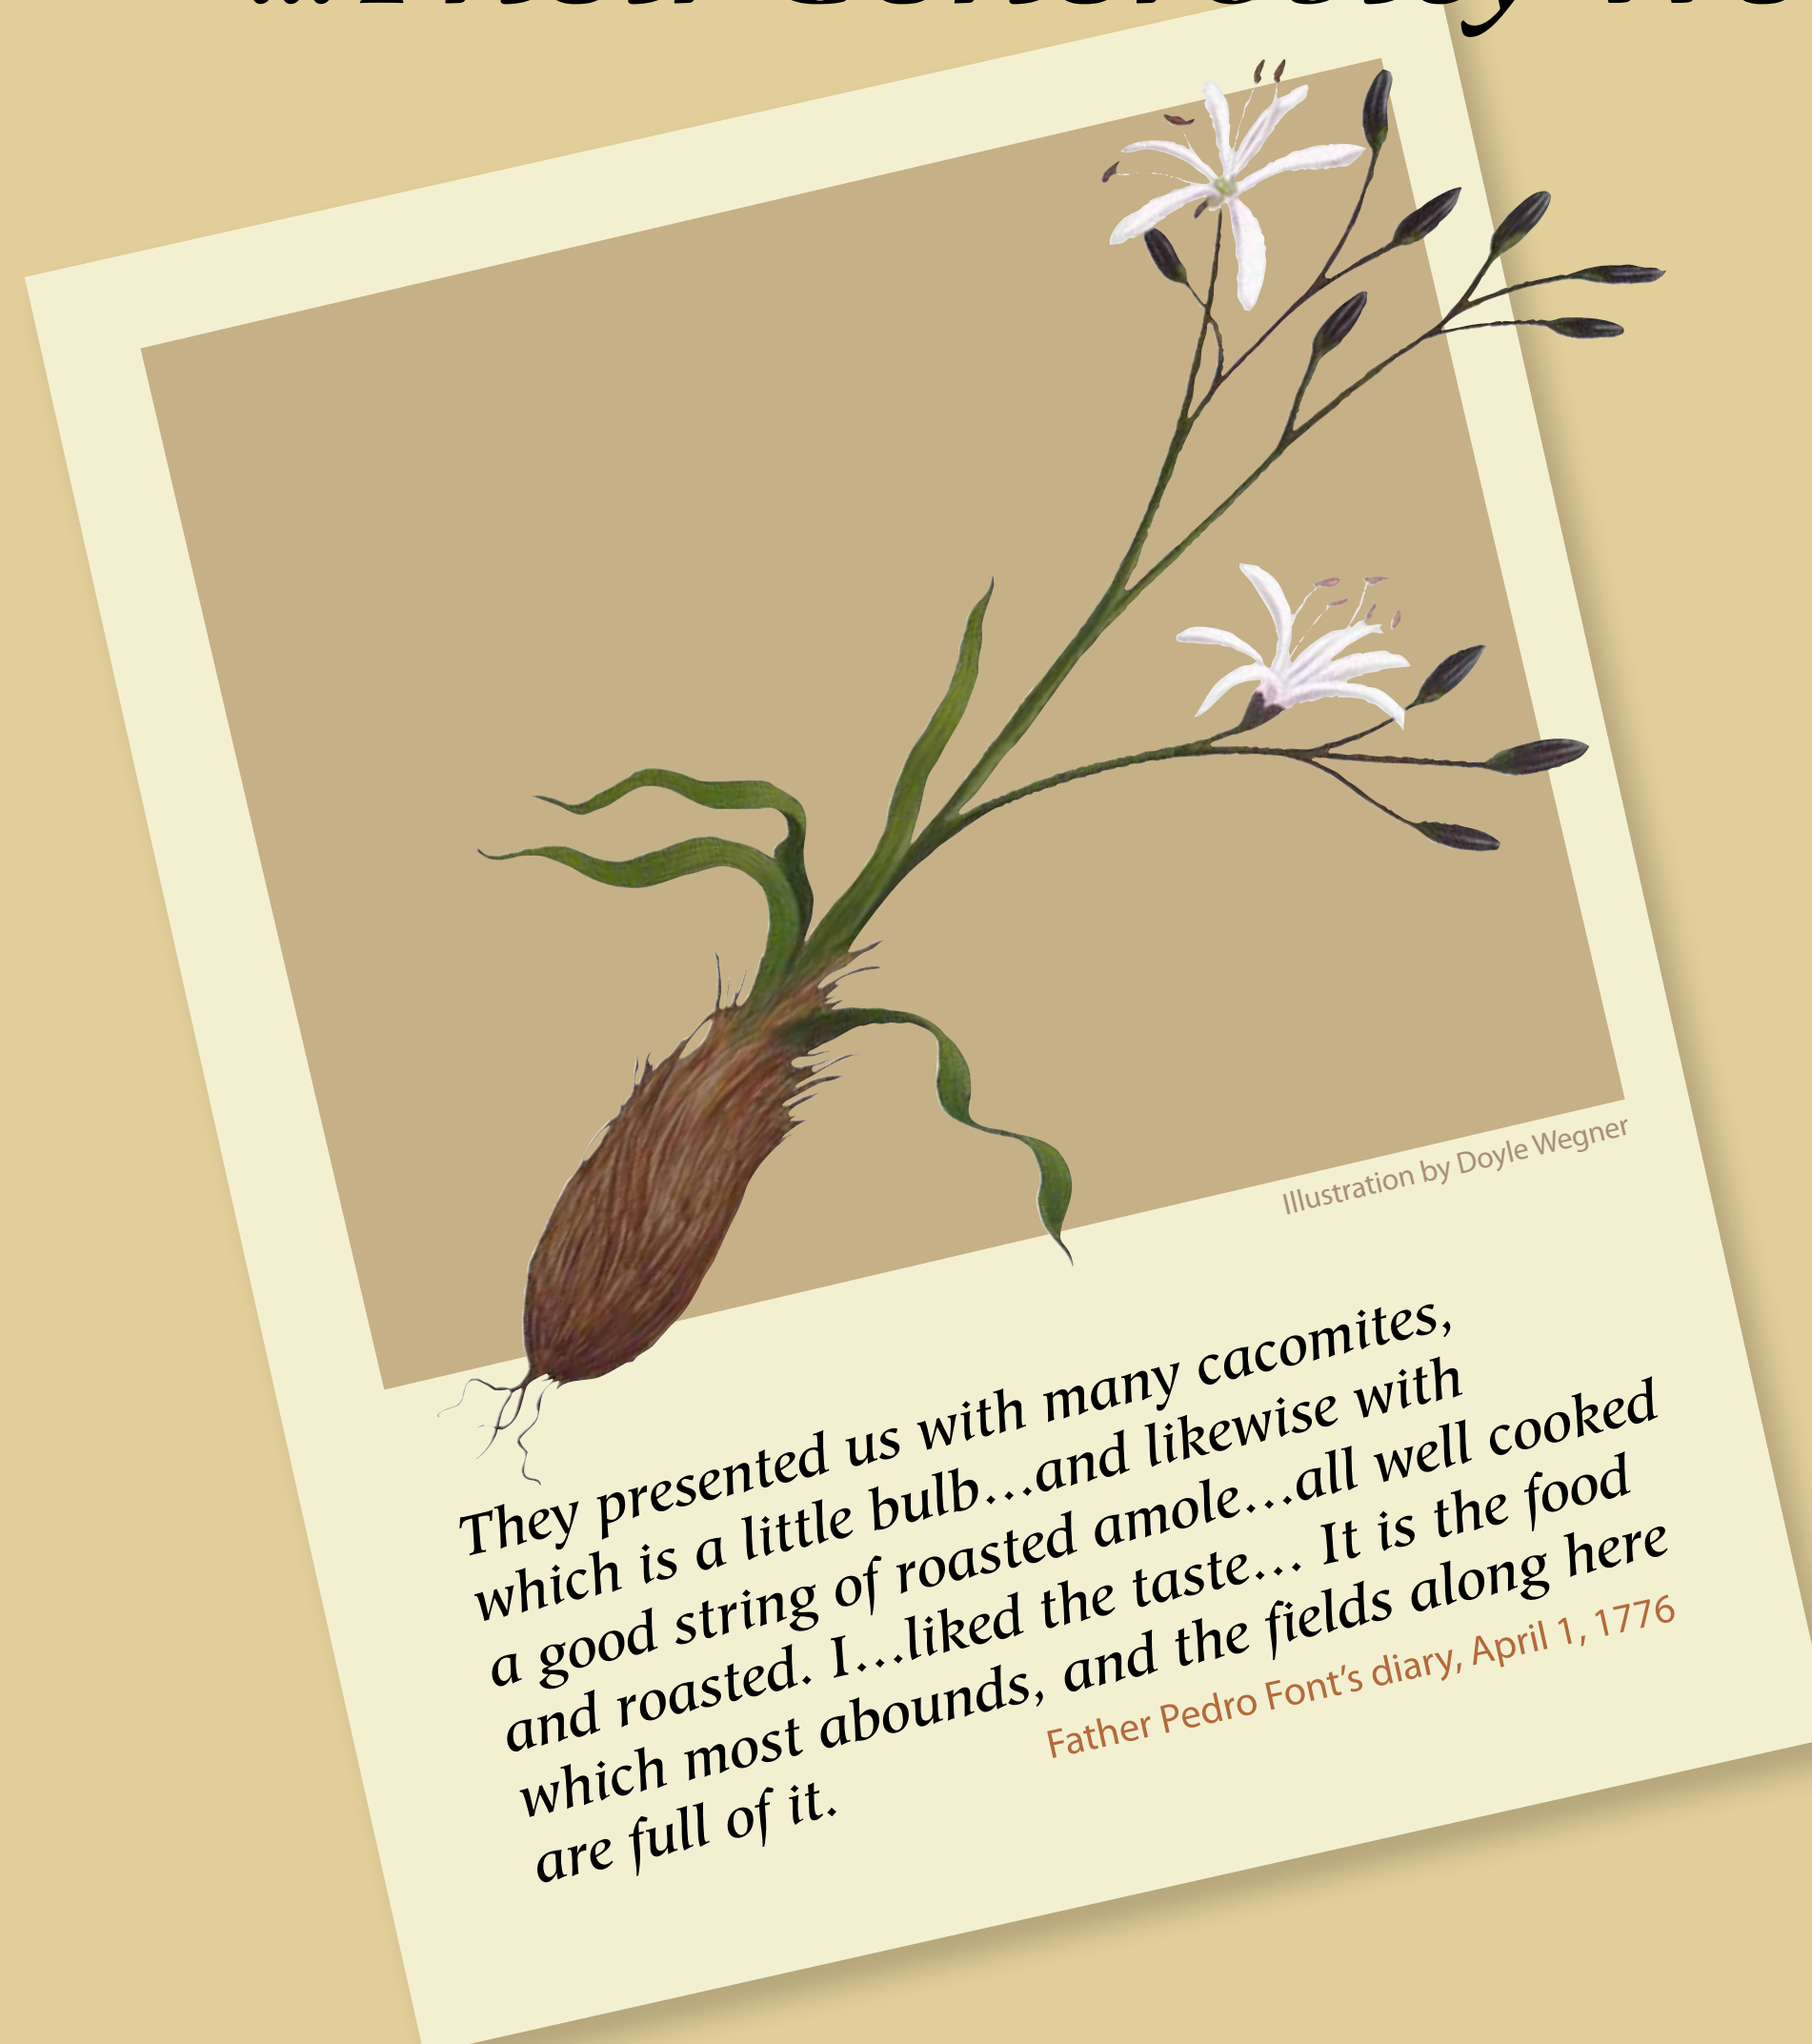 Illustration by Doyle Wegner
They presented us with many cacomites,
which is a little bulb…and likewise with
a good string of roasted amole…all well cooked
and roasted. I…liked the taste… It is the food
which most abounds, and the fields along here
are full of it.
Father Pedro Font’s diary, April 1, 1776